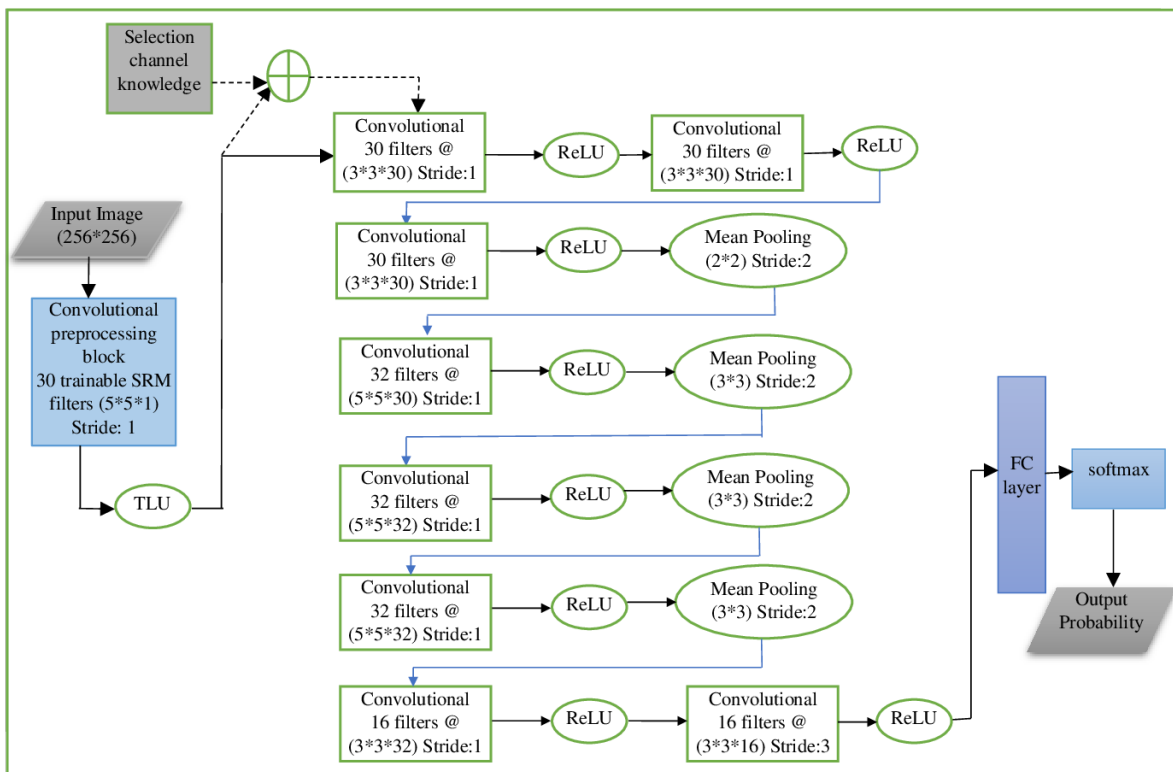 Selection
channel
knowledge
Convolutional
30 filters @
(3*3*30) Stride:1
ReLU
Convolutional
30 filters @
(3*3*30) Stride:1
ReLU
Input Image
(256*256)
Convolutional
preprocessing
block
30 trainable SRM
filters (5*5*1)
Stride: 1
TLU
Convolutional
30 filters @
(3*3*30) Stride:1
ReLU
Mean Pooling
(2*2) Stride:2
Convolutional
32 filters @
(5*5*30) Stride:1
ReLU
Mean Pooling
(3*3) Stride:2
Convolutional
32 filters @
(5*5*32) Stride:1
ReLU
Mean Pooling
(3*3) Stride:2
Convolutional
32 filters @
(5*5*32) Stride:1
ReLU
Mean Pooling
(3*3) Stride:2
Convolutional
16 filters @
(3*3*32) Stride:1
ReLU
Convolutional
16 filters @
(3*3*16) Stride:3
ReLU
FC
layer
softmax
Output
Probability